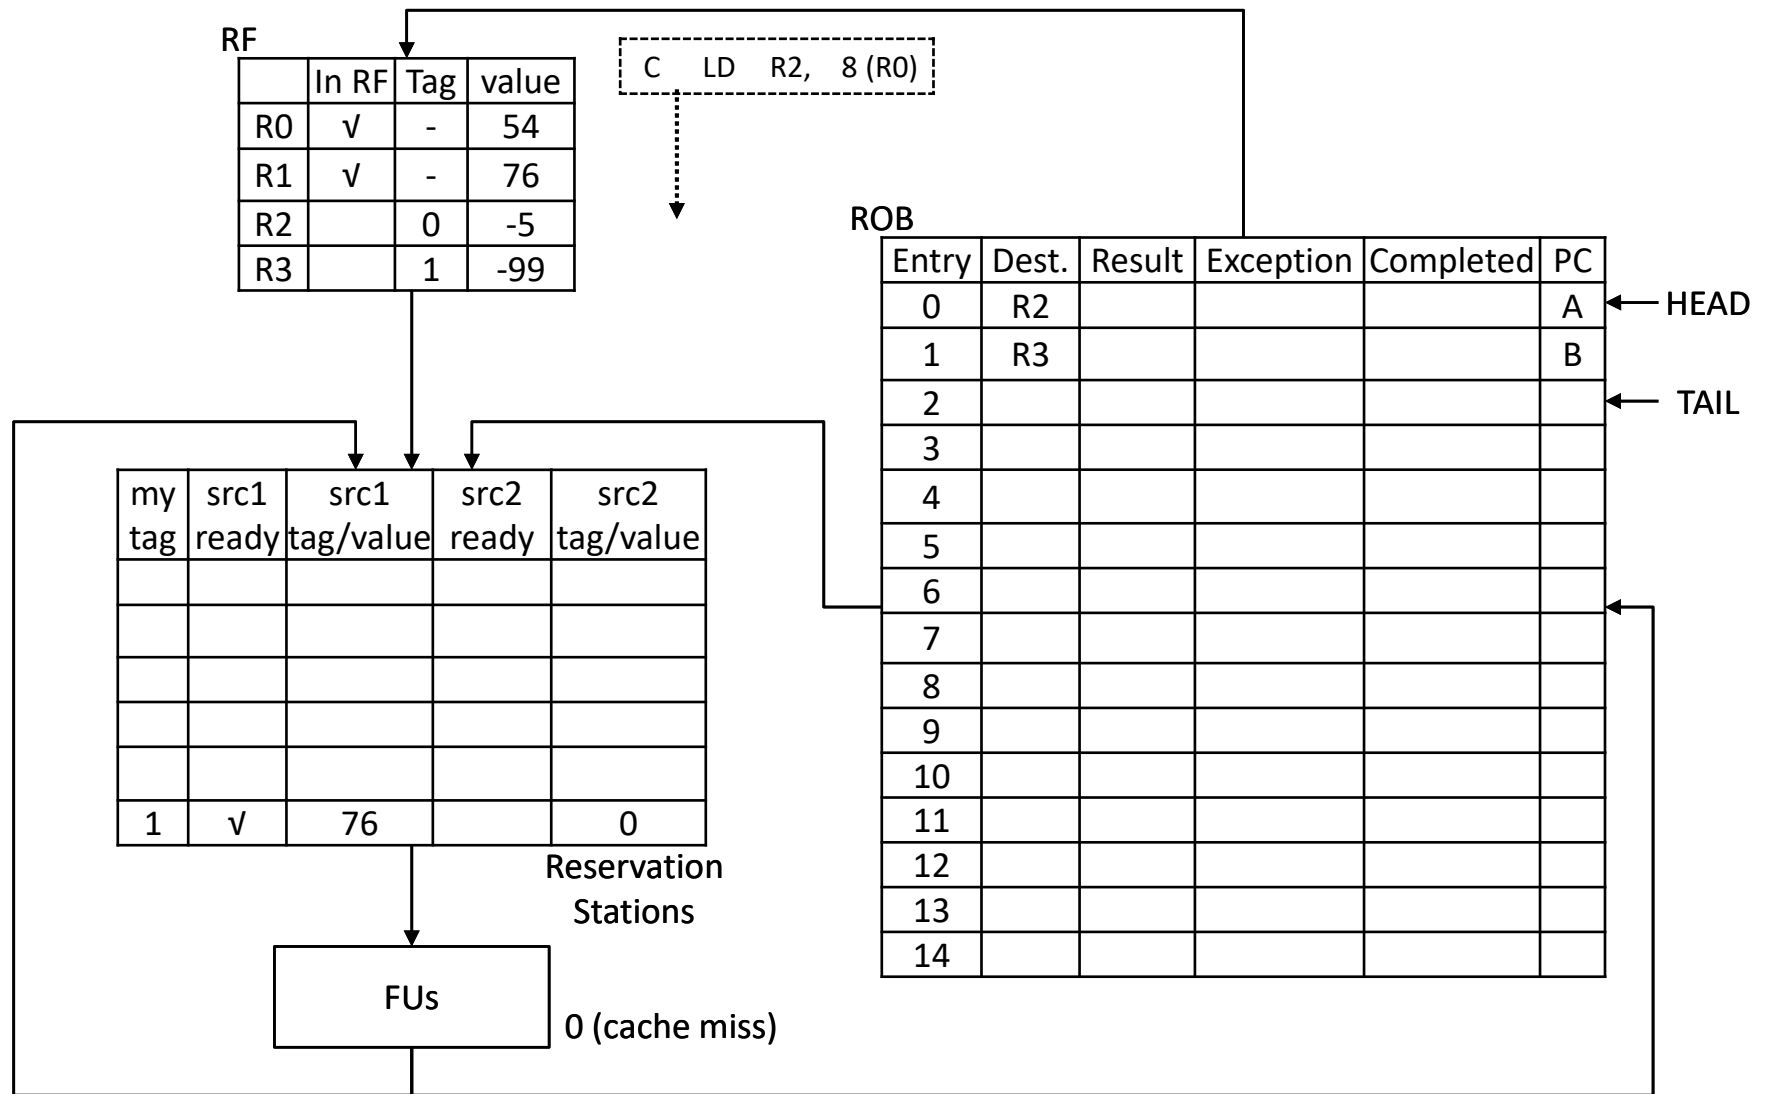 RF
In RF Tag value
R0 √ - 54
R1 √ - 76
R2 0 -5
R3 1 -99
C LD R2, 8 (R0)
ROB
Entry Dest. Result Exception Completed PC
0 R2 A
1 R3 B
2
3
4
5
6
7
8
9
10
11
12
13
14
HEAD
TAIL
my tag src1 ready src1 tag/value src2 ready src2 tag/value
1 √ 76 0
Reservation
Stations
FUs
0 (cache miss)